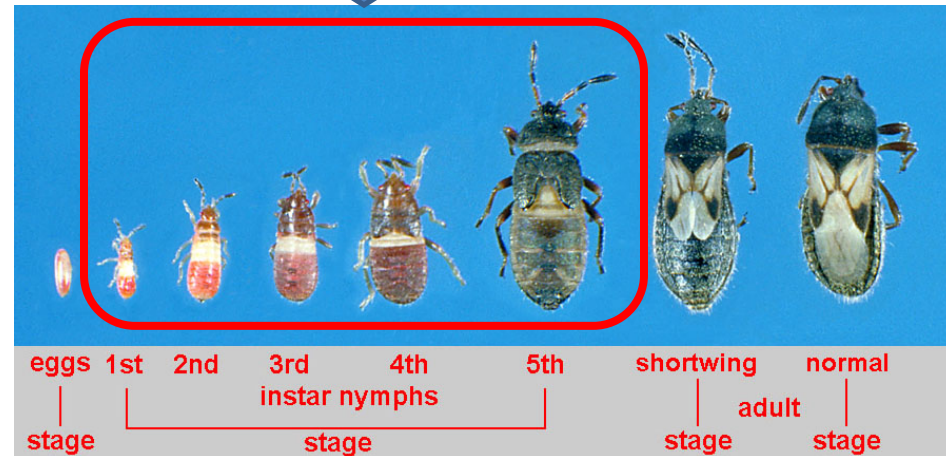 eggs 1st 2nd 3rd 4th 5th shortwing normal
instar nymphs
adult
stage stage stage stage